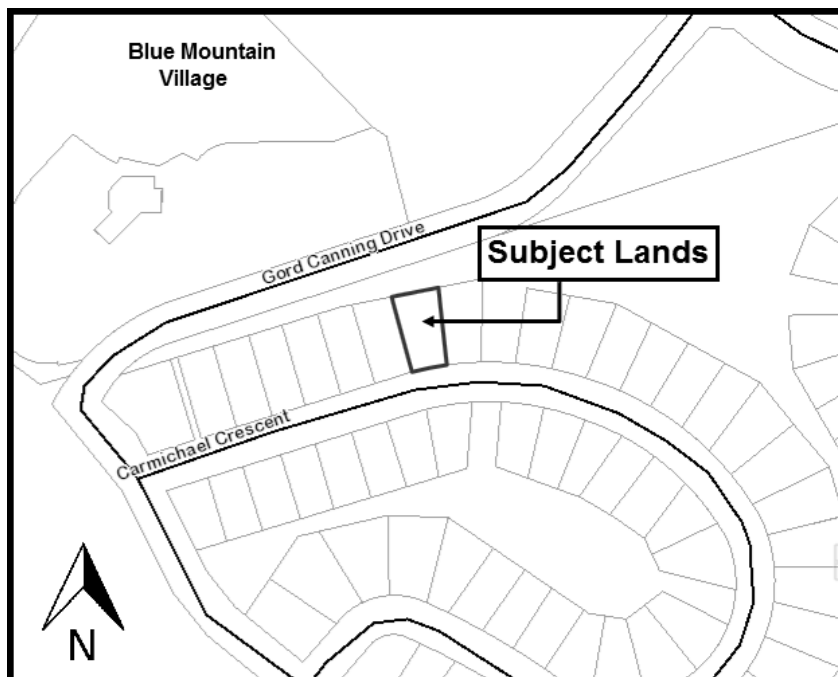 Blue Mountain
Village
Gord Canning Drive
Subject Lands
Carmichael Crescent
N